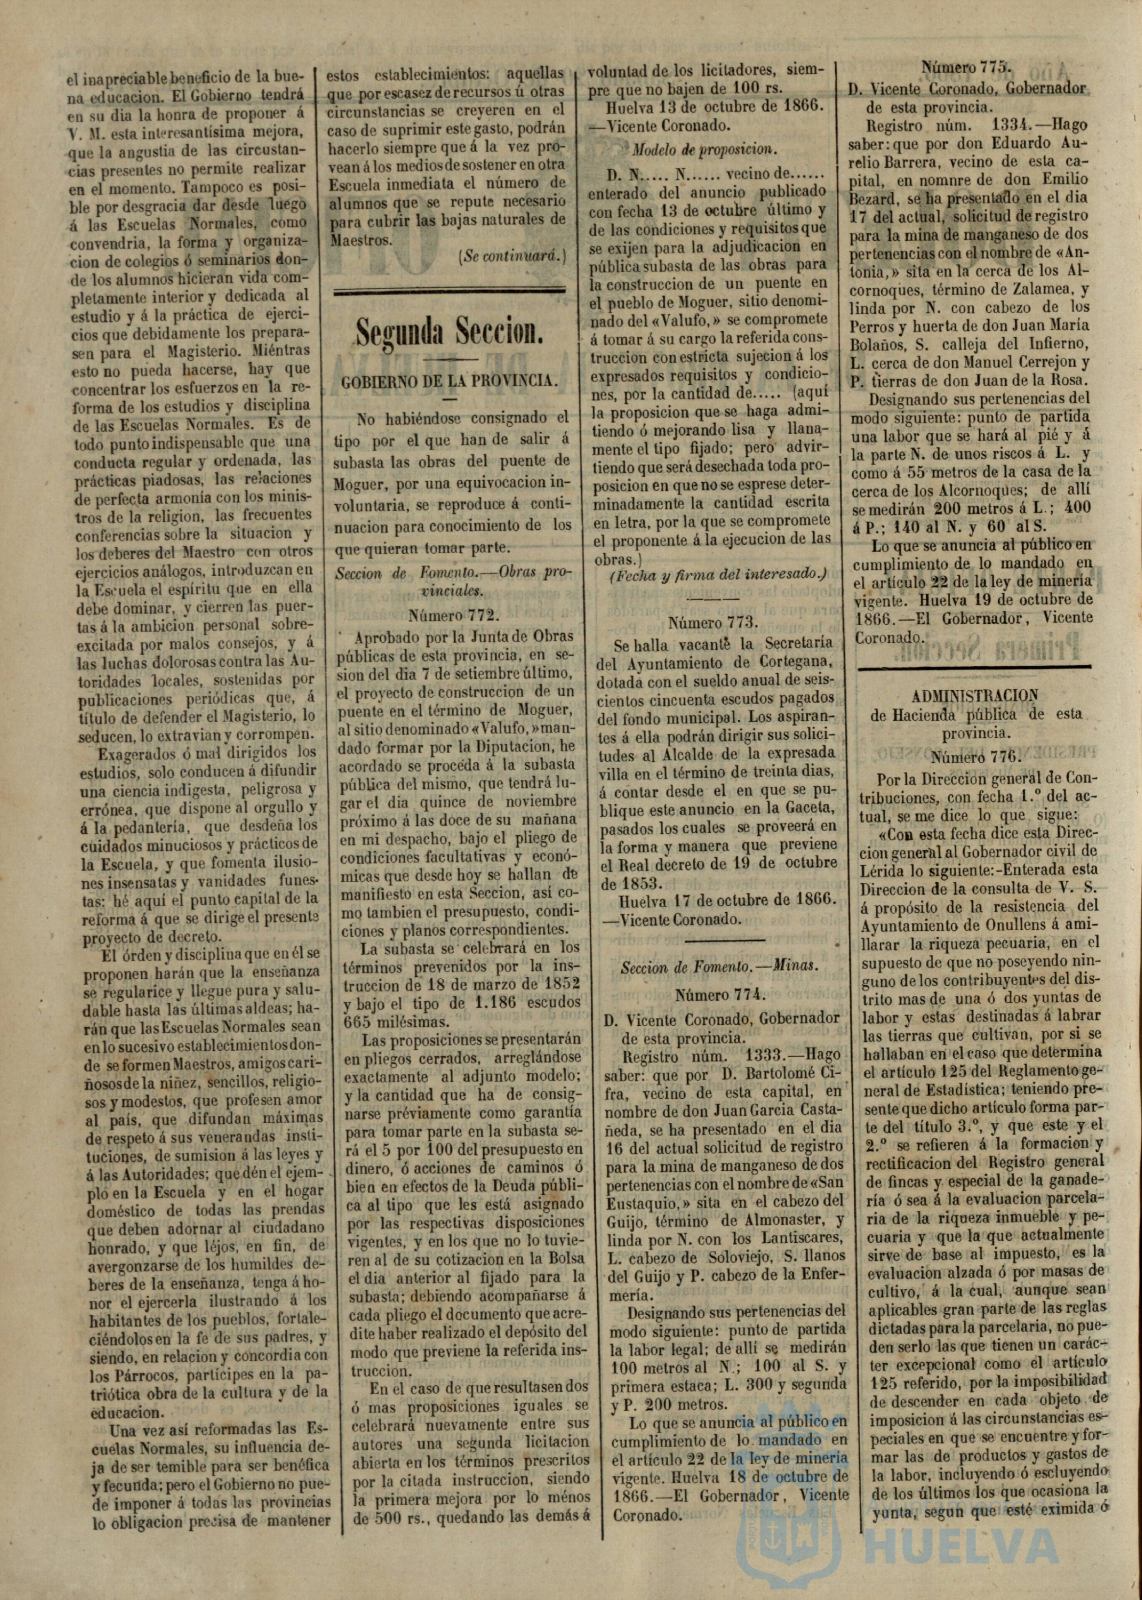 el inapreciable beneficio de la bue-
na educacion. El Gobierno tendrá
en su dia la honra de proponer á
V. M. esta interesantísima mejora,
que la angustia de las circustan-
cias presentes no permite realizar
en el momento. Tampoco es posi-
ble por desgracia dar desde luego
á las Escuelas Normales, como
convendria, la forma y organiza-
cion de colegios ó seminarios don-
de los alumnos hicieran vida com-
pletamente interior y dedicada al
estudio y á la práctica de ejerci-
cios que debidamente los prepara-
sen para el Magisterio. Miéntras
esto no pueda hacerse, hay que
concentrar los esfuerzos en la re-
forma de los estudios y disciplina
de las Escuelas Normales. Es de
todo punto indispensable que una
conducta regular y ordenada, las
prácticas piadosas, las relaciones
de perfecta armonía con los minis-
tros de la religion, las frecuentes
conferencias sobre la situacion y
los deberes del Maestro con otros
ejercicios análogos, introduzcan en
la Escuela el espíritu que en ella
debe dominar, y cierren las puer-
tas á la ambicion personal sobre-
excitada por malos consejos, y á
las luchas dolorosas contra las Au-
toridades locales, sostenidas por
publicaciones periódicas que, á
título de defender el Magisterio, lo
seducen, lo extravian y corrompen.
Exagerados ó mal dirigidos los
estudios, solo conducen á difundir
una ciencia indigesta, peligrosa y
errónea, que dispone al orgullo y
á la pedantería, que desdeña los
cuidados minuciosos y prácticos de
la Escuela, y que fomenta ilusio-
nes insensatas y vanidades funes-
tas: hé aquí el punto capital de la
reforma á que se dirige el presente
proyecto de decreto.
El órden y disciplina que en él se
proponen harán que la enseñanza
se regularice y llegue pura y salu-
dable hasta las últimas aldeas; ha-
rán que las Escuelas Normales sean
en lo sucesivo establecimientos don-
de se formen Maestros, amigos cari-
ñosos de la niñez, sencillos, religio-
sos y modestos, que profesen amor
al país, que difundan máximas
de respeto á sus venerandas insti-
tuciones, de sumision á las leyes y
á las Autoridades; que dén el ejem-
plo en la Escuela y en el hogar
doméstico de todas las prendas
que deben adornar al ciudadano
honrado, y que léjos, en fin, de
avergonzarse de los humildes de-
beres de la enseñanza, tenga á ho-
nor el ejercerla ilustrando á los
habitantes de los pueblos, fortale-
ciéndolos en la fe de sus padres, y
siendo, en relacion y concordia con
los Párrocos, partícipes en la pa-
triótica obra de la cultura y de la
educacion.
Una vez así reformadas las Es-
cuelas Normales, su influencia de-
ja de ser temible para ser benéfica
y fecunda; pero el Gobierno no pue-
de imponer á todas las provincias
lo obligacion precisa de mantener
estos establecimientos: aquellas
que por escasez de recursos ú otras
circunstancias se creyeren en el
caso de suprimir este gasto, podrán
hacerlo siempre que á la vez pro-
vean á los medios de sostener en otra
Escuela inmediata el número de
alumnos que se repute necesario
para cubrir las bajas naturales de
Maestros.
(Se continuará.)
Segunda Seccion.
GOBIERNO DE LA PROVINCIA.
No habiéndose consignado el
tipo por el que han de salir á
subasta las obras del puente de
Moguer, por una equivocacion in-
voluntaria, se reproduce á conti-
nuacion para conocimiento de los
que quieran tomar parte.
Seccion de Fomento.—Obras pro-
vinciales.
Número 772.
Aprobado por la Junta de Obras
públicas de esta provincia, en se-
sion del dia 7 de setiembre último,
el proyecto de construccion de un
puente en el término de Moguer,
al sitio denominado «Valufo,» man-
dado formar por la Diputacion, he
acordado se proceda á la subasta
pública del mismo, que tendrá lu-
gar el dia quince de noviembre
próximo á las doce de su mañana
en mi despacho, bajo el pliego de
condiciones facultativas y econó-
micas que desde hoy se hallan de
manifiesto en esta Seccion, así co-
mo tambien el presupuesto, condi-
ciones y planos correspondientes.
La subasta se celebrará en los
términos prevenidos por la ins-
truccion de 18 de marzo de 1852
y bajo el tipo de 1.186 escudos
665 milésimas.
Las proposiciones se presentarán
en pliegos cerrados, arreglándose
exactamente al adjunto modelo;
y la cantidad que ha de consig-
narse préviamente como garantía
para tomar parte en la subasta se-
rá el 5 por 100 del presupuesto en
dinero, ó acciones de caminos ó
bien en efectos de la Deuda públi-
ca al tipo que les está asignado
por las respectivas disposiciones
vigentes, y en los que no lo tuvie-
ren al de su cotizacion en la Bolsa
el dia anterior al fijado para la
subasta; debiendo acompañarse á
cada pliego el documento que acre-
dite haber realizado el depósito del
modo que previene la referida ins-
truccion.
En el caso de que resultasen dos
ó mas proposiciones iguales se
celebrará nuevamente entre sus
autores una segunda licitacion
abierta en los términos prescritos
por la citada instruccion, siendo
la primera mejora por lo ménos
de 500 rs., quedando las demás á
voluntad de los licitadores, siem-
pre que no bajen de 100 rs.
Huelva 13 de octubre de 1866.
—Vicente Coronado.
Modelo de proposicion.
D. N..... N...... vecino de......
enterado del anuncio publicado
con fecha 13 de octubre último y
de las condiciones y requisitos que
se exijen para la adjudicacion en
pública subasta de las obras para
la construccion de un puente en
el pueblo de Moguer, sitio denomi-
nado del «Valufo,» se compromete
á tomar á su cargo la referida cons-
truccion con estricta sujecion á los
expresados requisitos y condicio-
nes, por la cantidad de..... (aquí
la proposicion que se haga admi-
tiendo ó mejorando lisa y llana-
mente el tipo fijado; pero advir-
tiendo que será desechada toda pro-
posicion en que no se esprese deter-
minadamente la cantidad escrita
en letra, por la que se compromete
el proponente á la ejecucion de las
obras.)
(Fecha y firma del interesado.)
Número 773.
Se halla vacante la Secretaría
del Ayuntamiento de Cortegana,
dotada con el sueldo anual de seis-
cientos cincuenta escudos pagados
del fondo municipal. Los aspiran-
tes á ella podrán dirigir sus solici-
tudes al Alcalde de la expresada
villa en el término de treinta dias,
á contar desde el en que se pu-
blique este anuncio en la Gaceta,
pasados los cuales se proveerá en
la forma y manera que previene
el Real decreto de 19 de octubre
de 1853.
Huelva 17 de octubre de 1866.
—Vicente Coronado.
Seccion de Fomento.—Minas.
Número 774.
D. Vicente Coronado, Gobernador
de esta provincia.
Registro núm. 1333.—Hago
saber: que por D. Bartolomé Ci-
fra, vecino de esta capital, en
nombre de don Juan Garcia Casta-
ñeda, se ha presentado en el dia
16 del actual solicitud de registro
para la mina de manganeso de dos
pertenencias con el nombre de «San
Eustaquio,» sita en el cabezo del
Guijo, término de Almonaster, y
linda por N. con los Lantiscares,
L. cabezo de Soloviejo, S. llanos
del Guijo y P. cabezo de la Enfer-
mería.
Designando sus pertenencias del
modo siguiente: punto de partida
la labor legal; de allí se medirán
100 metros al N.; 100 al S. y
primera estaca; L. 300 y segunda
y P. 200 metros.
Lo que se anuncia al público en
cumplimiento de lo mandado en
el artículo 22 de la ley de minería
vigente. Huelva 18 de octubre de
1866.—El Gobernador, Vicente
Coronado.
Número 775.
D. Vicente Coronado, Gobernador
de esta provincia.
Registro núm. 1334.—Hago
saber: que por don Eduardo Au-
relio Barrera, vecino de esta ca-
pital, en nomnre de don Emilio
Bezard, se ha presentado en el dia
17 del actual, solicitud de registro
para la mina de manganeso de dos
pertenencias con el nombre de «An-
tonia,» sita en la cerca de los Al-
cornoques, término de Zalamea, y
linda por N. con cabezo de los
Perros y huerta de don Juan María
Bolaños, S. calleja del Infierno,
L. cerca de don Manuel Cerrejon y
P. tierras de don Juan de la Rosa.
Designando sus pertenencias del
modo siguiente: punto de partida
una labor que se hará al pié y á
la parte N. de unos riscos á L. y
como á 55 metros de la casa de la
cerca de los Alcornoques; de allí
se medirán 200 metros á L.; 400
á P.; 140 al N. y 60 al S.
Lo que se anuncia al público en
cumplimiento de lo mandado en
el artículo 22 de la ley de minería
vigente. Huelva 19 de octubre de
1866.—El Gobernador, Vicente
Coronado.
ADMINISTRACION
de Hacienda pública de esta
provincia.
Número 776.
Por la Direccion general de Con-
tribuciones, con fecha 1.º del ac-
tual, se me dice lo que sigue:
«Con esta fecha dice esta Direc-
cion general al Gobernador civil de
Lérida lo siguiente:-Enterada esta
Direccion de la consulta de V. S.
á propósito de la resistencia del
Ayuntamiento de Onullens á ami-
llarar la riqueza pecuaria, en el
supuesto de que no poseyendo nin-
guno de los contribuyentes del dis-
trito mas de una ó dos yuntas de
labor y estas destinadas á labrar
las tierras que cultivan, por si se
hallaban en el caso que determina
el artículo 125 del Reglamento ge-
neral de Estadística; teniendo pre-
sente que dicho artículo forma par-
te del título 3.º, y que este y el
2.º se refieren á la formacion y
rectificacion del Registro general
de fincas y especial de la ganade-
ría ó sea á la evaluacion parcela-
ria de la riqueza inmueble y pe-
cuaria y que la que actualmente
sirve de base al impuesto, es la
evaluacion alzada ó por masas de
cultivo, á la cual, aunque sean
aplicables gran parte de las reglas
dictadas para la parcelaria, no pue-
den serlo las que tienen un carác-
ter excepcional como el artículo
125 referido, por la imposibilidad
de descender en cada objeto de
imposicion á las circunstancias es-
peciales en que se encuentre y for-
mar las de productos y gastos de
la labor, incluyendo ó escluyendo
de los últimos los que ocasiona la
yunta, segun que esté eximida ó
HUELVA